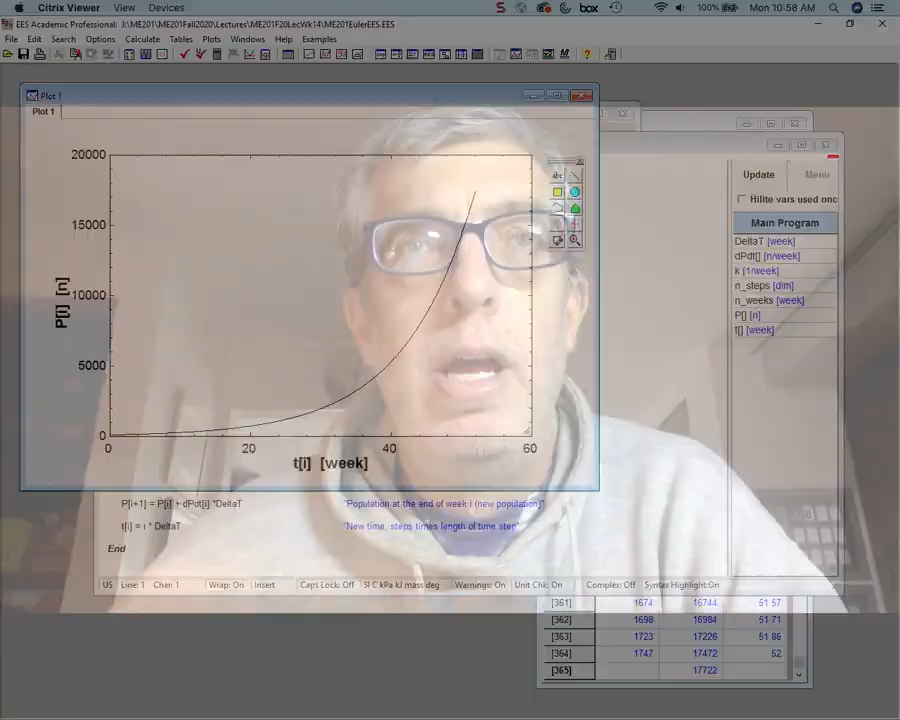 Citrix Viewer View Devices
S box 100% Mon 10:58 AM
EES Academic Professional: J:\ME201\ME201Fall2020\Lectures\ME201F20LecWk14\ME201EulerEES.EES
File Edit Search Options Calculate Tables Plots Windows Help Examples
Plot 1
Plot 1
abc
20000
15000
10000
5000
0
P[i] [n]
0 20 40 60
t[i] [week]
Update Menu
Hilite vars used onc
Main Program
DeltaT [week]
dPdt[] [n/week]
k [1/week]
n_steps [dim]
n_weeks [week]
P[] [n]
t[] [week]
P[i+1] = P[i] + dPdt[i] *DeltaT "Population at the end of week i (new population)"
t[i] = i * DeltaT "New time, steps times length of time step"
End
US Line: 1 Char: 1 Wrap: On Insert Caps Lock: Off SI C kPa kJ mass deg Warnings: On Unit Chk: On Complex: Off Syntax Highlight:On
[361] 1674 16744 51.57
[362] 1698 16984 51.71
[363] 1723 17226 51.86
[364] 1747 17472 52
[365] 17722